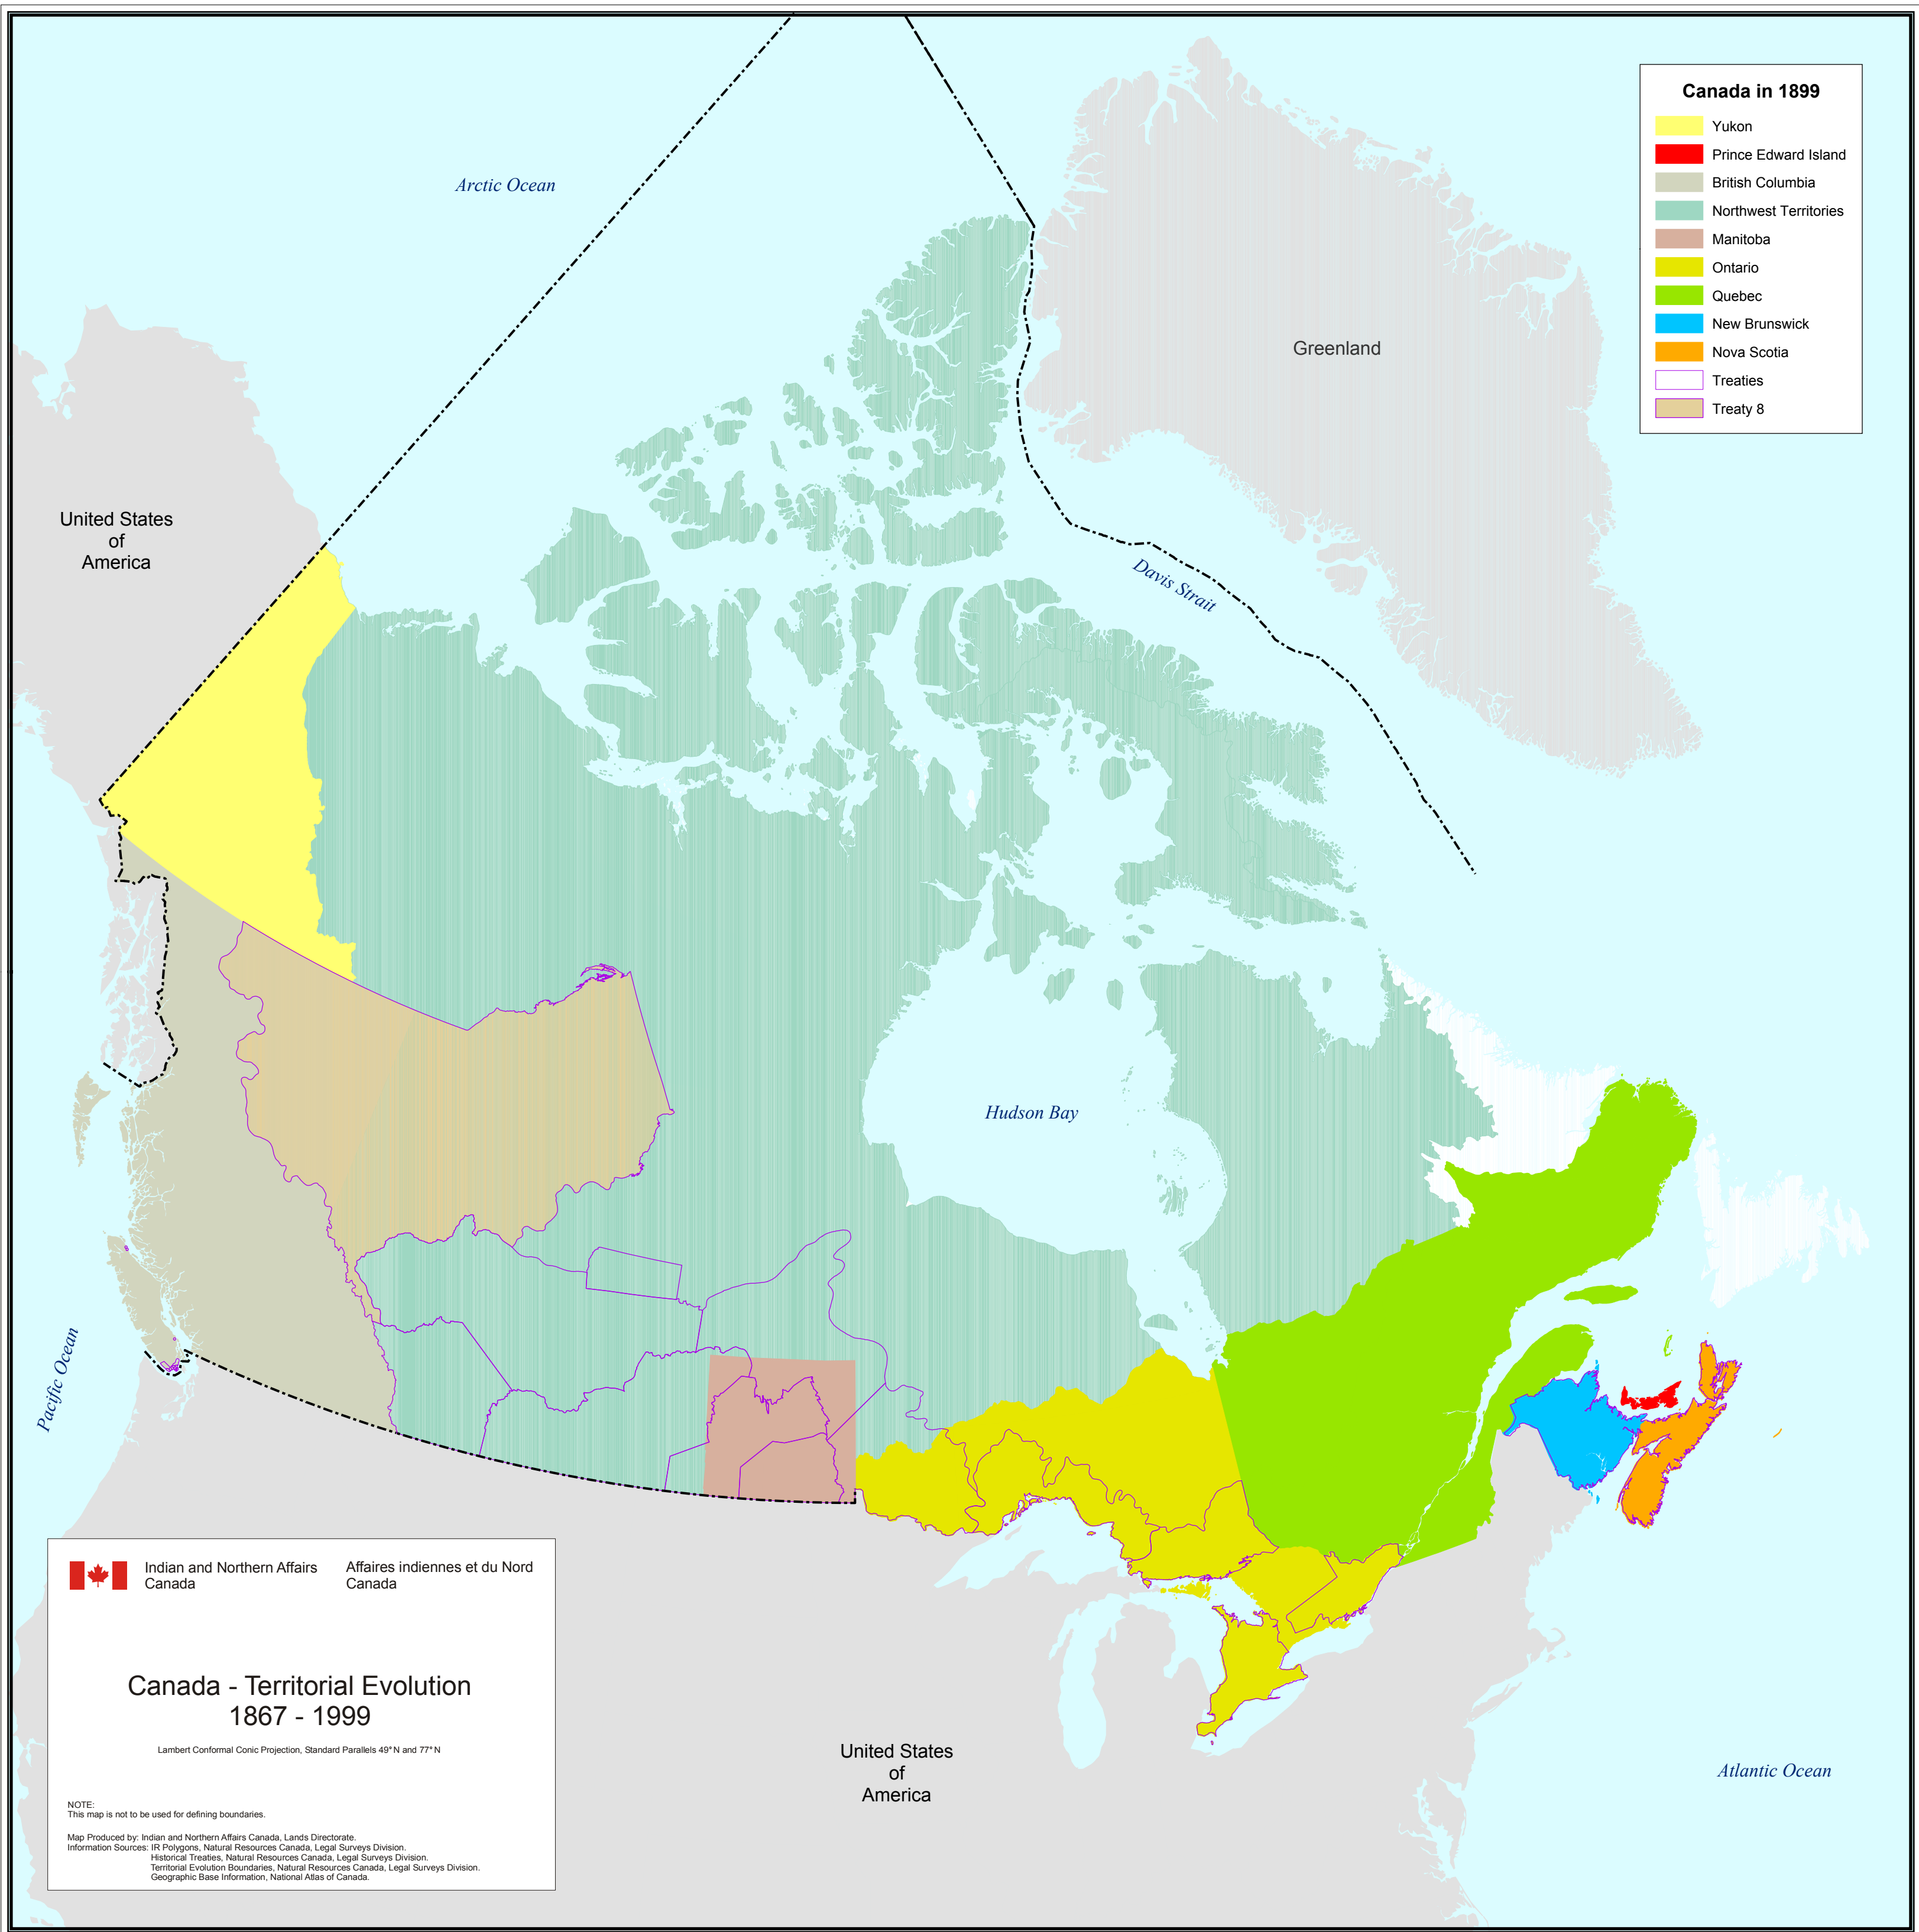 Canada in 1899
Yukon
Prince Edward Island
British Columbia
Northwest Territories
Manitoba
Ontario
Quebec
New Brunswick
Nova Scotia
Treaties
Treaty 8
Arctic Ocean
Greenland
United States
of
America
Davis Strait
Hudson Bay
Pacific Ocean
United States
of
America
Atlantic Ocean
Indian and Northern Affairs
Canada
Affaires indiennes et du Nord
Canada
Canada - Territorial Evolution
1867 - 1999
Lambert Conformal Conic Projection, Standard Parallels 49° N and 77° N
NOTE:
This map is not to be used for defining boundaries.
Map Produced by: Indian and Northern Affairs Canada, Lands Directorate.
Information Sources: IR Polygons, Natural Resources Canada, Legal Surveys Division.
Historical Treaties, Natural Resources Canada, Legal Surveys Division.
Territorial Evolution Boundaries, Natural Resources Canada, Legal Surveys Division.
Geographic Base Information, National Atlas of Canada.